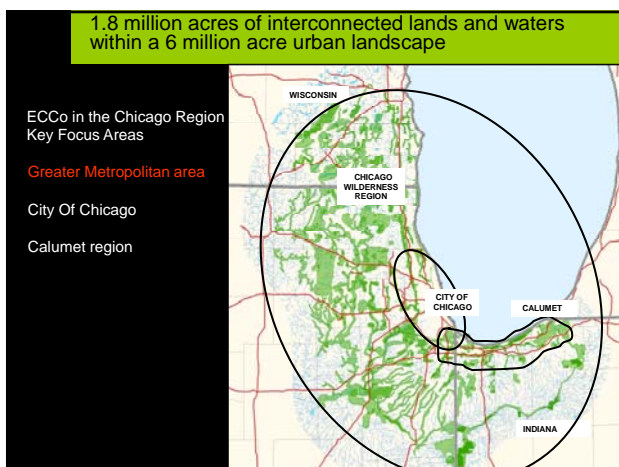 1.8 million acres of interconnected lands and waters
within a 6 million acre urban landscape
ECCo in the Chicago Region
Key Focus Areas
Greater Metropolitan area
City Of Chicago
Calumet region
WISCONSIN
CHICAGO
WILDERNESS
REGION
CITY OF
CHICAGO
CALUMET
INDIANA